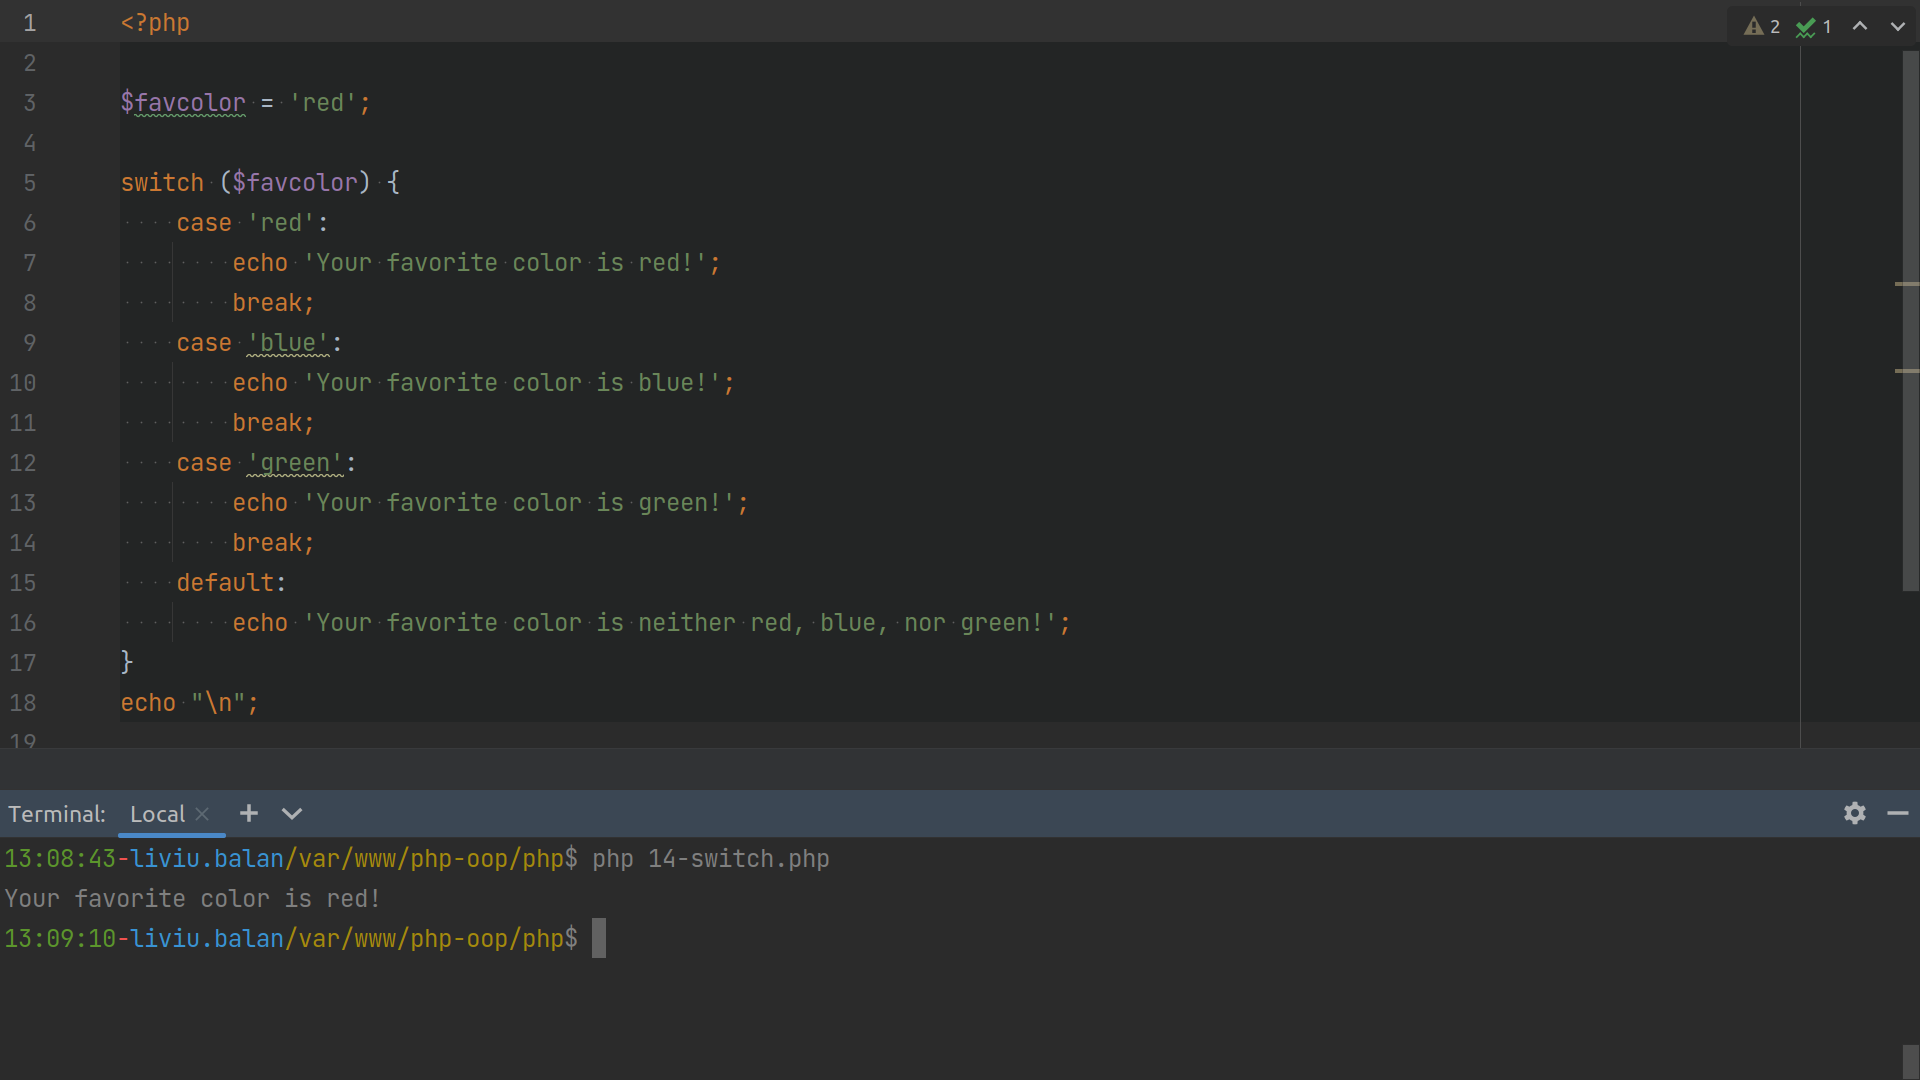 1 <?php
2
3 $favcolor = 'red';
4
5 switch ($favcolor) {
6     case 'red':
7         echo 'Your favorite color is red!';
8         break;
9     case 'blue':
10         echo 'Your favorite color is blue!';
11         break;
12     case 'green':
13         echo 'Your favorite color is green!';
14         break;
15     default:
16         echo 'Your favorite color is neither red, blue, nor green!';
17 }
18 echo "\n";
19
2 1
Terminal: Local
13:08:43-liviu.balan/var/www/php-oop/php$ php 14-switch.php
Your favorite color is red!
13:09:10-liviu.balan/var/www/php-oop/php$